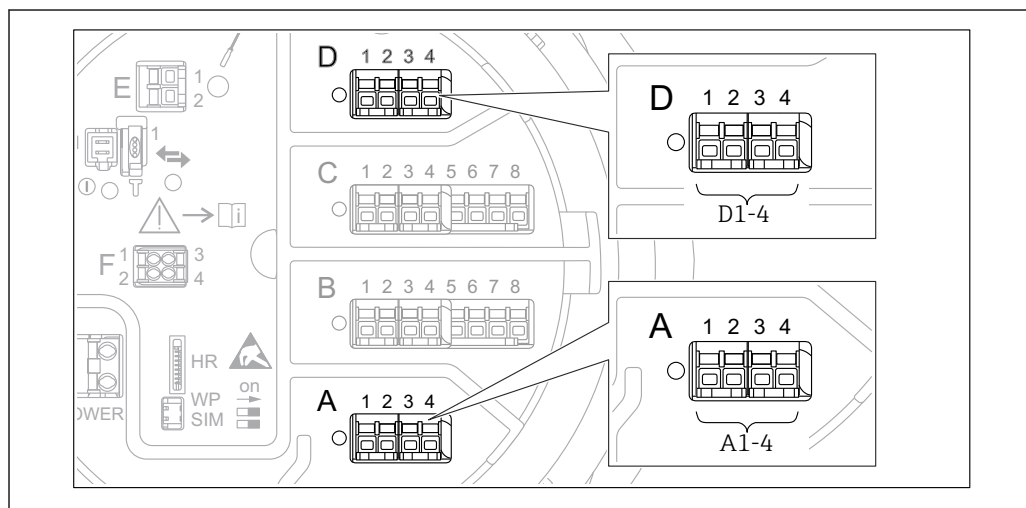 D 1 2 3 4
E 1
2
1
C 1 2 3 4 5 6 7 8
i
F 1 3
2 4
B 1 2 3 4 5 6 7 8
HR
on
WP
SIM
OWER
A 1 2 3 4
D 1 2 3 4
D1-4
A 1 2 3 4
A1-4